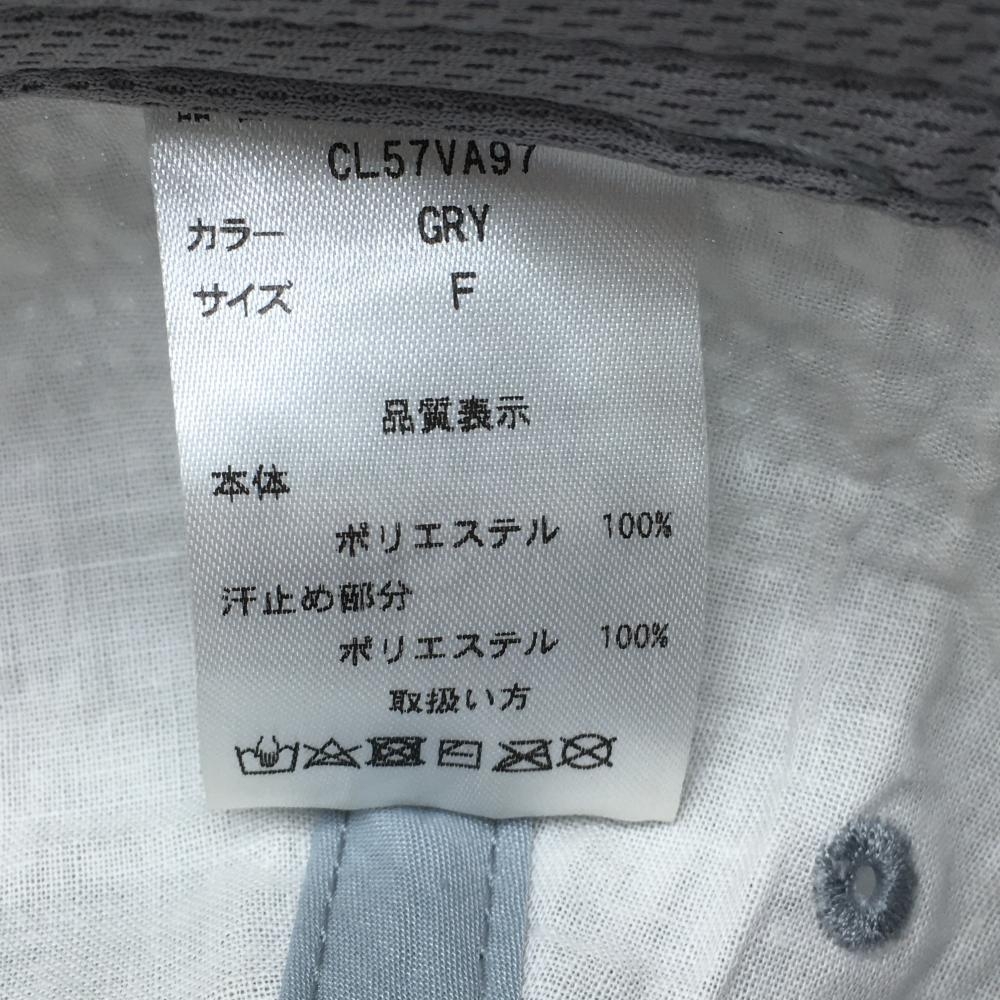 CL57VA97
カラー GRY
サイズ F
品質表示
本体
ポリエステル 100%
汗止め部分
ポリエステル 100%
取扱い方